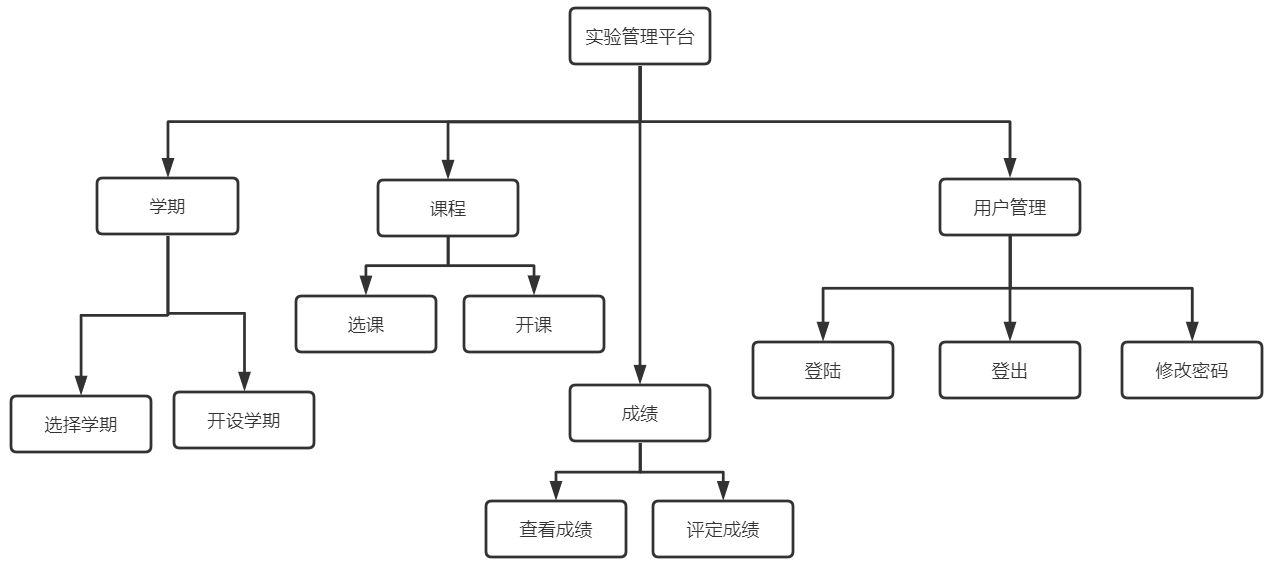 实验管理平台
学期
课程
用户管理
选课
开课
登陆
登出
修改密码
选择学期
开设学期
成绩
查看成绩
评定成绩